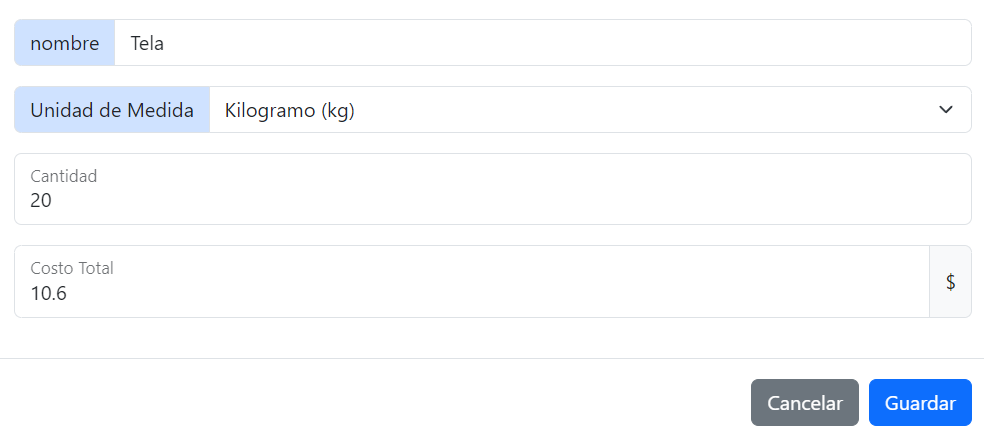 nombre Tela
Unidad de Medida Kilogramo (kg)
Cantidad
20
Costo Total
10.6
$
Cancelar Guardar